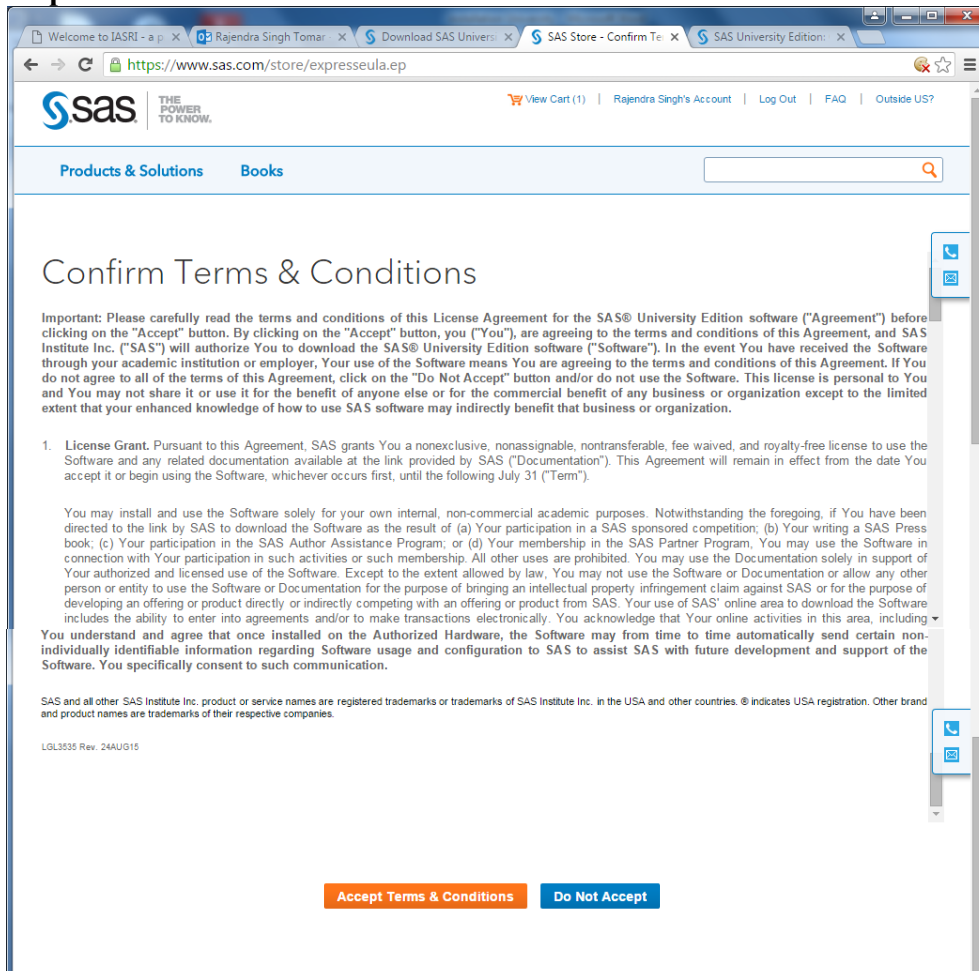 Welcome to IASRI - a p
Rajendra Singh Tomar
Download SAS Universi
SAS Store - Confirm Te
SAS University Edition:
https://www.sas.com/store/expresseula.ep
sas THE POWER TO KNOW.
View Cart (1) | Rajendra Singh's Account | Log Out | FAQ | Outside US?
Products & Solutions Books
Confirm Terms & Conditions
Important: Please carefully read the terms and conditions of this License Agreement for the SAS® University Edition software ("Agreement") before
clicking on the "Accept" button. By clicking on the "Accept" button, you ("You"), are agreeing to the terms and conditions of this Agreement, and SAS
Institute Inc. ("SAS") will authorize You to download the SAS® University Edition software ("Software"). In the event You have received the Software
through your academic institution or employer, Your use of the Software means You are agreeing to the terms and conditions of this Agreement. If You
do not agree to all of the terms of this Agreement, click on the "Do Not Accept" button and/or do not use the Software. This license is personal to You
and You may not share it or use it for the benefit of anyone else or for the commercial benefit of any business or organization except to the limited
extent that your enhanced knowledge of how to use SAS software may indirectly benefit that business or organization.
1. License Grant. Pursuant to this Agreement, SAS grants You a nonexclusive, nonassignable, nontransferable, fee waived, and royalty-free license to use the
Software and any related documentation available at the link provided by SAS ("Documentation"). This Agreement will remain in effect from the date You
accept it or begin using the Software, whichever occurs first, until the following July 31 ("Term").
You may install and use the Software solely for your own internal, non-commercial academic purposes. Notwithstanding the foregoing, if You have been
directed to the link by SAS to download the Software as the result of (a) Your participation in a SAS sponsored competition; (b) Your writing a SAS Press
book; (c) Your participation in the SAS Author Assistance Program; or (d) Your membership in the SAS Partner Program, You may use the Software in
connection with Your participation in such activities or such membership. All other uses are prohibited. You may use the Documentation solely in support of
Your authorized and licensed use of the Software. Except to the extent allowed by law, You may not use the Software or Documentation or allow any other
person or entity to use the Software or Documentation for the purpose of bringing an intellectual property infringement claim against SAS or for the purpose of
developing an offering or product directly or indirectly competing with an offering or product from SAS. Your use of SAS' online area to download the Software
includes the ability to enter into agreements and/or to make transactions electronically. You acknowledge that Your online activities in this area, including
You understand and agree that once installed on the Authorized Hardware, the Software may from time to time automatically send certain non-
individually identifiable information regarding Software usage and configuration to SAS to assist SAS with future development and support of the
Software. You specifically consent to such communication.
SAS and all other SAS Institute Inc. product or service names are registered trademarks or trademarks of SAS Institute Inc. in the USA and other countries. ® indicates USA registration. Other brand
and product names are trademarks of their respective companies.
LGL3535 Rev. 24AUG15
Accept Terms & Conditions Do Not Accept